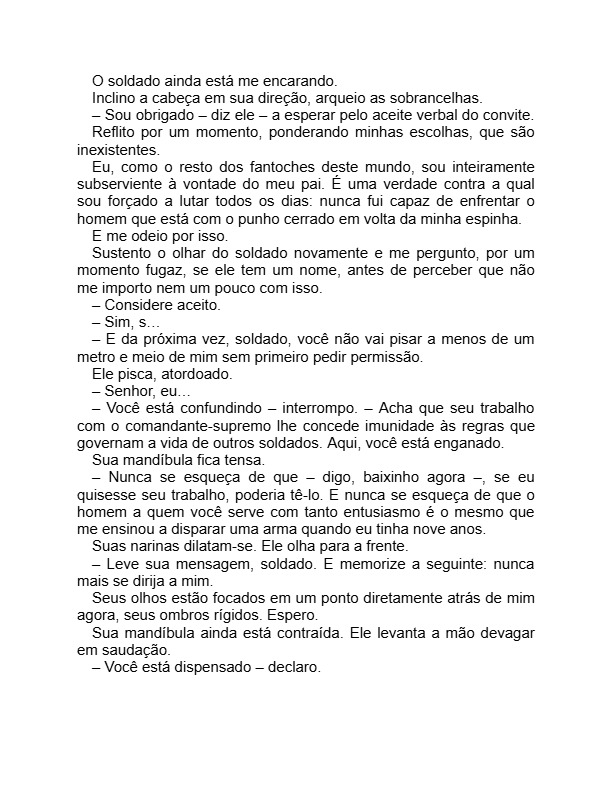 O soldado ainda está me encarando.
Inclino a cabeça em sua direção, arqueio as sobrancelhas.
– Sou obrigado – diz ele – a esperar pelo aceite verbal do convite.
Reflito por um momento, ponderando minhas escolhas, que são
inexistentes.
Eu, como o resto dos fantoches deste mundo, sou inteiramente
subserviente à vontade do meu pai. É uma verdade contra a qual
sou forçado a lutar todos os dias: nunca fui capaz de enfrentar o
homem que está com o punho cerrado em volta da minha espinha.
E me odeio por isso.
Sustento o olhar do soldado novamente e me pergunto, por um
momento fugaz, se ele tem um nome, antes de perceber que não
me importo nem um pouco com isso.
– Considere aceito.
– Sim, s…
– E da próxima vez, soldado, você não vai pisar a menos de um
metro e meio de mim sem primeiro pedir permissão.
Ele pisca, atordoado.
– Senhor, eu…
– Você está confundindo – interrompo. – Acha que seu trabalho
com o comandante-supremo lhe concede imunidade às regras que
governam a vida de outros soldados. Aqui, você está enganado.
Sua mandíbula fica tensa.
– Nunca se esqueça de que – digo, baixinho agora –, se eu
quisesse seu trabalho, poderia tê-lo. E nunca se esqueça de que o
homem a quem você serve com tanto entusiasmo é o mesmo que
me ensinou a disparar uma arma quando eu tinha nove anos.
Suas narinas dilatam-se. Ele olha para a frente.
– Leve sua mensagem, soldado. E memorize a seguinte: nunca
mais se dirija a mim.
Seus olhos estão focados em um ponto diretamente atrás de mim
agora, seus ombros rígidos. Espero.
Sua mandíbula ainda está contraída. Ele levanta a mão devagar
em saudação.
– Você está dispensado – declaro.